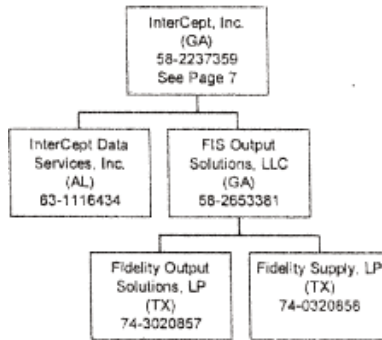 InterCept, Inc.
(GA)
58-2237359
See Page 7
InterCept Data
Services, Inc.
(AL)
63-1116434
FIS Output
Solutions, LLC
(GA)
58-2653381
Fidelity Output
Solutions, LP
(TX)
74-3020857
Fidelity Supply, LP
(TX)
74-0320858